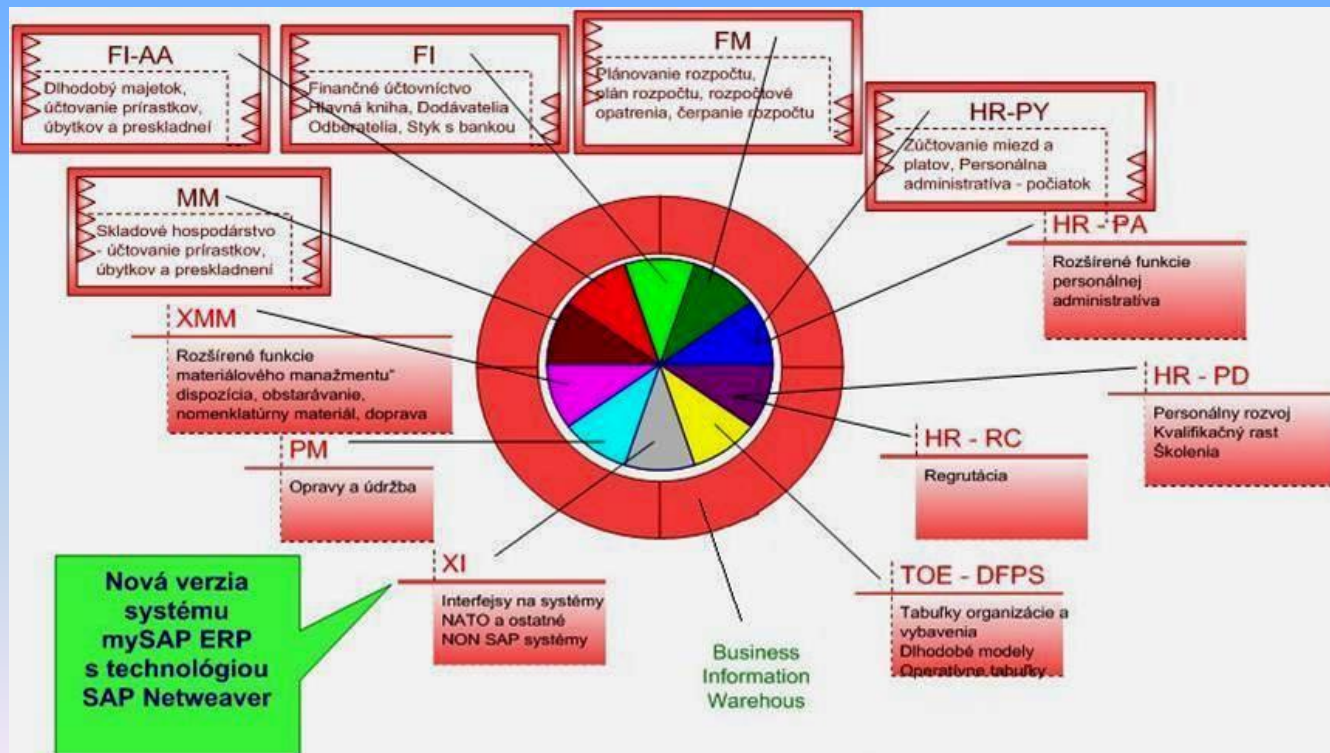 FI-AA
Dlhodobý majetok,
účtovanie prírastkov,
úbytkov a preskladneí
FI
Finančné účtovníctvo
Hlavná kniha, Dodávatelia
Odberatelia, Styk s bankou
FM
Plánovanie rozpočtu,
plán rozpočtu, rozpočtové
opatrenia, čerpanie rozpočtu
HR-PY
Zúčtovanie miezd a
platov, Personálna
administratíva - počiatok
MM
Skladové hospodárstvo
- účtovanie prírastkov,
úbytkov a preskladnení
HR - PA
Rozšírené funkcie
personálnej
administratíva
XMM
Rozšírené funkcie
materiálového manažmentu"
dispozícia, obstarávanie,
nomenklatúrny materiál, doprava
HR - PD
Personálny rozvoj
Kvalifikačný rast
Školenia
PM
Opravy a údržba
HR - RC
Regrutácia
XI
Interfejsy na systémy
NATO a ostatné
NON SAP systémy
TOE - DFPS
Tabuľky organizácie a
vybavenia
Dlhodobé modely
Operatívne tabuľky
Nová verzia
systému
mySAP ERP
s technológiou
SAP Netweaver
Business
Information
Warehous